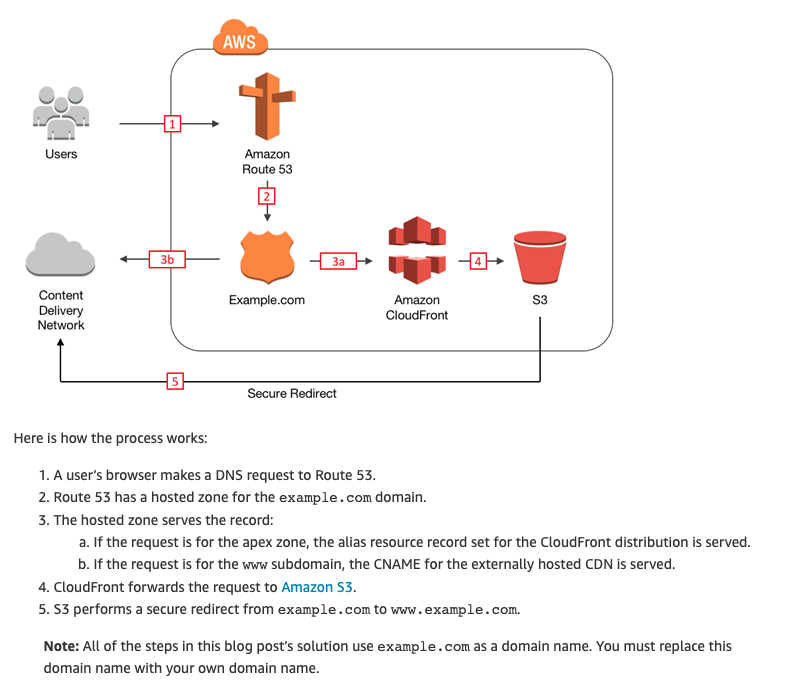 AWS
1
Users
Amazon
Route 53
2
3b
3a
4
Content
Delivery
Network
Example.com
Amazon
CloudFront
S3
5
Secure Redirect
Here is how the process works:
1. A user’s browser makes a DNS request to Route 53.
2. Route 53 has a hosted zone for the example.com domain.
3. The hosted zone serves the record:
a. If the request is for the apex zone, the alias resource record set for the CloudFront distribution is served.
b. If the request is for the www subdomain, the CNAME for the externally hosted CDN is served.
4. CloudFront forwards the request to Amazon S3.
5. S3 performs a secure redirect from example.com to www.example.com.
Note: All of the steps in this blog post’s solution use example.com as a domain name. You must replace this
domain name with your own domain name.